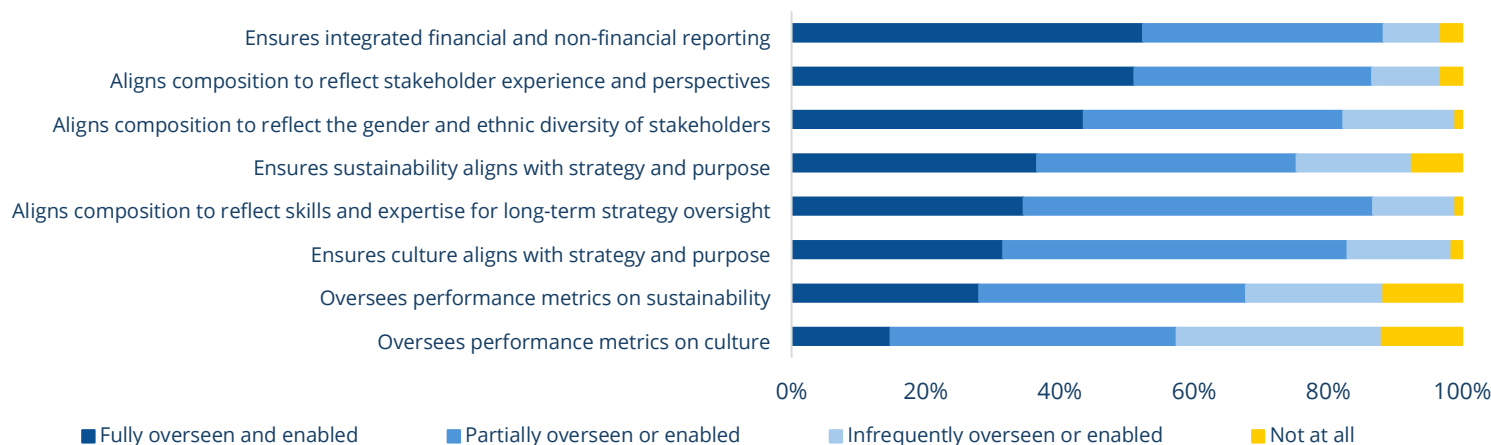 Ensures integrated financial and non-financial reporting
Aligns composition to reflect stakeholder experience and perspectives
Aligns composition to reflect the gender and ethnic diversity of stakeholders
Ensures sustainability aligns with strategy and purpose
Aligns composition to reflect skills and expertise for long-term strategy oversight
Ensures culture aligns with strategy and purpose
Oversees performance metrics on sustainability
Oversees performance metrics on culture
0% 20% 40% 60% 80% 100%
Fully overseen and enabled Partially overseen or enabled Infrequently overseen or enabled Not at all